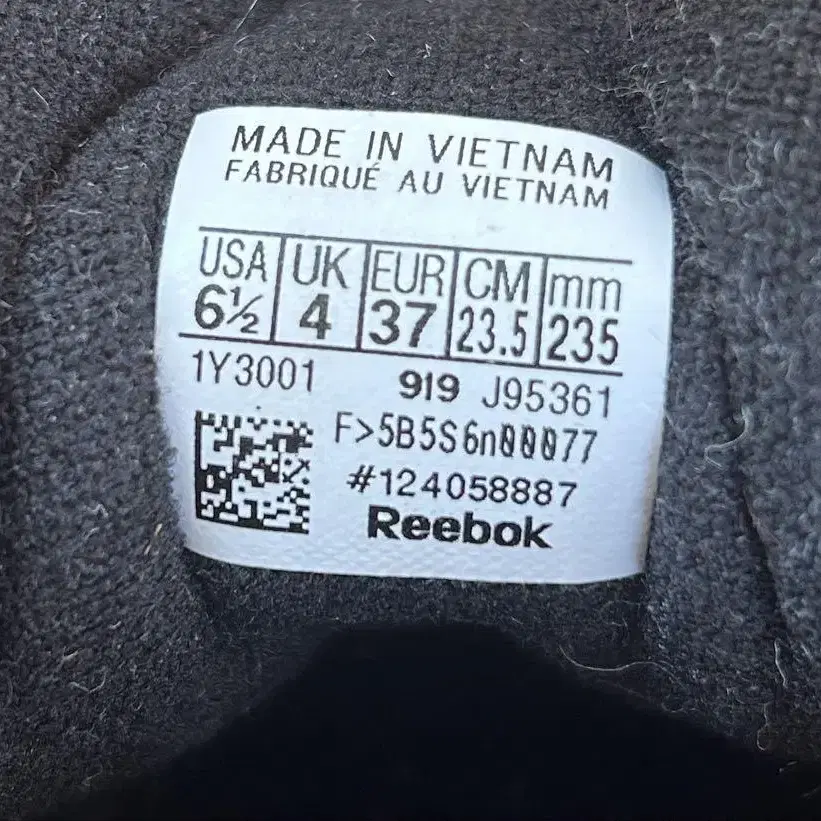 MADE IN VIETNAM
FABRIQUÉ AU VIETNAM
USA UK EUR CM mm
6½ 4 37 23.5 235
1Y3001 919 J95361
F>5B5S6n00077
#124058887
Reebok